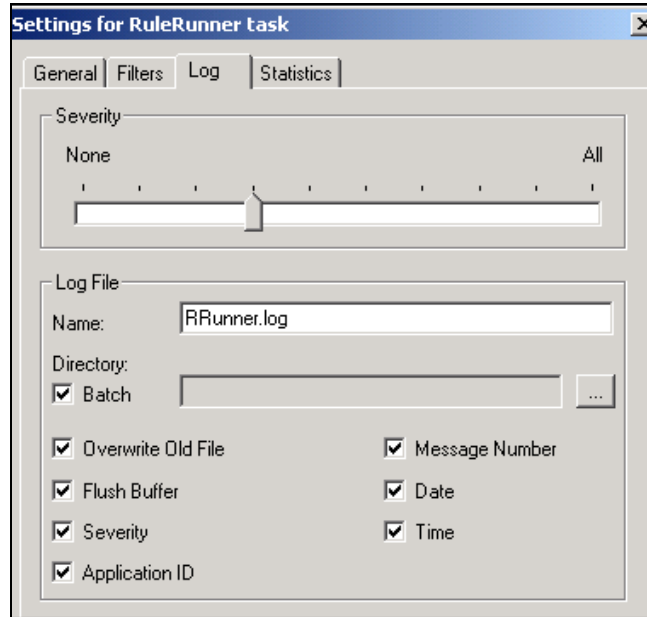 Settings for RuleRunner task
General Filters Log Statistics
Severity
None All
Log File
Name: RRunner.log
Directory:
Batch ...
Overwrite Old File Message Number
Flush Buffer Date
Severity Time
Application ID